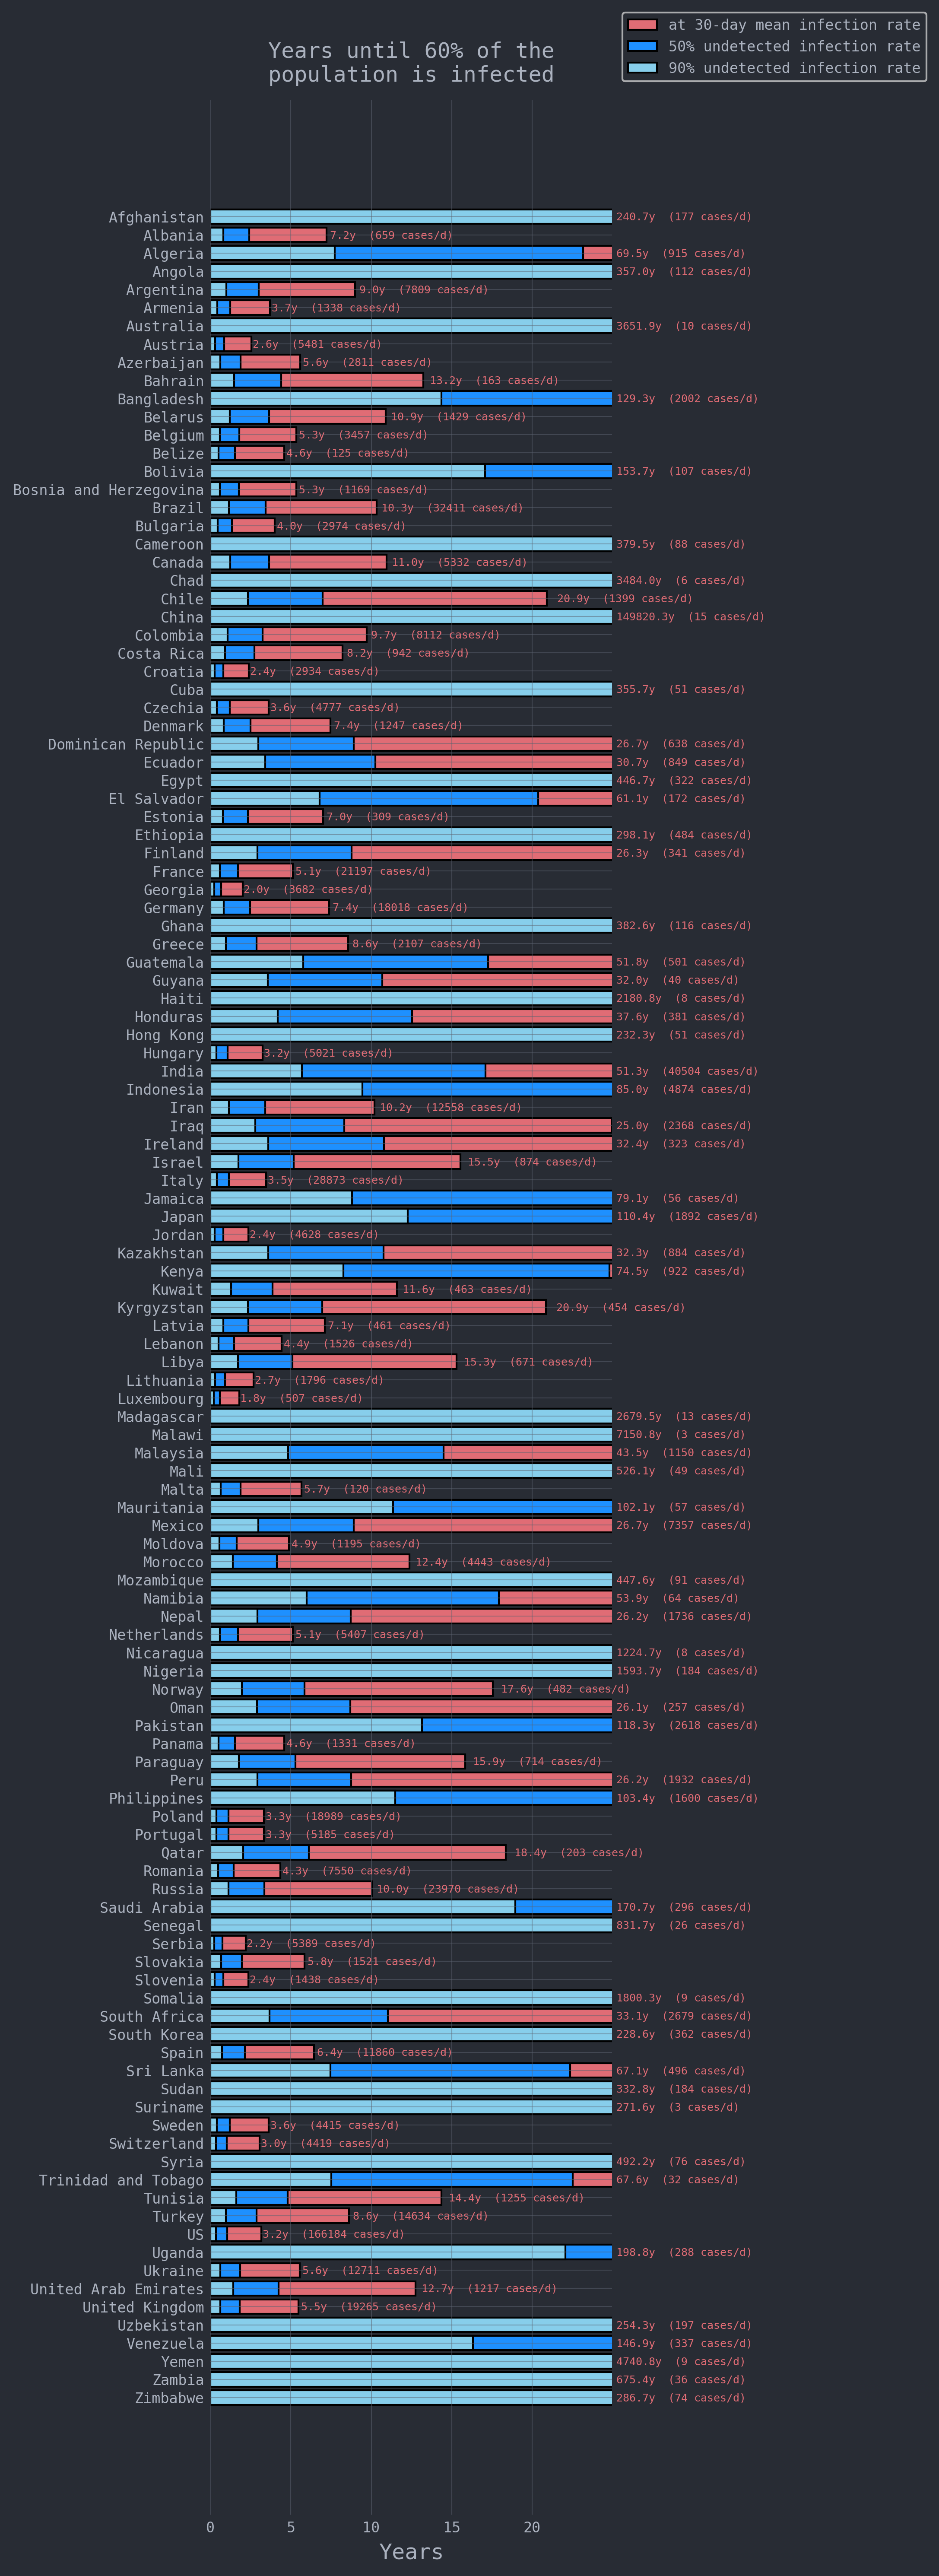 at 30-day mean infection rate
50% undetected infection rate
90% undetected infection rate
Years until 60% of the
population is infected
Afghanistan 240.7y (177 cases/d)
Albania 7.2y (659 cases/d)
Algeria 69.5y (915 cases/d)
Angola 357.0y (112 cases/d)
Argentina 9.0y (7809 cases/d)
Armenia 3.7y (1338 cases/d)
Australia 3651.9y (10 cases/d)
Austria 2.6y (5481 cases/d)
Azerbaijan 5.6y (2811 cases/d)
Bahrain 13.2y (163 cases/d)
Bangladesh 129.3y (2002 cases/d)
Belarus 10.9y (1429 cases/d)
Belgium 5.3y (3457 cases/d)
Belize 4.6y (125 cases/d)
Bolivia 153.7y (107 cases/d)
Bosnia and Herzegovina 5.3y (1169 cases/d)
Brazil 10.3y (32411 cases/d)
Bulgaria 4.0y (2974 cases/d)
Cameroon 379.5y (88 cases/d)
Canada 11.0y (5332 cases/d)
Chad 3484.0y (6 cases/d)
Chile 20.9y (1399 cases/d)
China 149820.3y (15 cases/d)
Colombia 9.7y (8112 cases/d)
Costa Rica 8.2y (942 cases/d)
Croatia 2.4y (2934 cases/d)
Cuba 355.7y (51 cases/d)
Czechia 3.6y (4777 cases/d)
Denmark 7.4y (1247 cases/d)
Dominican Republic 26.7y (638 cases/d)
Ecuador 30.7y (849 cases/d)
Egypt 446.7y (322 cases/d)
El Salvador 61.1y (172 cases/d)
Estonia 7.0y (309 cases/d)
Ethiopia 298.1y (484 cases/d)
Finland 26.3y (341 cases/d)
France 5.1y (21197 cases/d)
Georgia 2.0y (3682 cases/d)
Germany 7.4y (18018 cases/d)
Ghana 382.6y (116 cases/d)
Greece 8.6y (2107 cases/d)
Guatemala 51.8y (501 cases/d)
Guyana 32.0y (40 cases/d)
Haiti 2180.8y (8 cases/d)
Honduras 37.6y (381 cases/d)
Hong Kong 232.3y (51 cases/d)
Hungary 3.2y (5021 cases/d)
India 51.3y (40504 cases/d)
Indonesia 85.0y (4874 cases/d)
Iran 10.2y (12558 cases/d)
Iraq 25.0y (2368 cases/d)
Ireland 32.4y (323 cases/d)
Israel 15.5y (874 cases/d)
Italy 3.5y (28873 cases/d)
Jamaica 79.1y (56 cases/d)
Japan 110.4y (1892 cases/d)
Jordan 2.4y (4628 cases/d)
Kazakhstan 32.3y (884 cases/d)
Kenya 74.5y (922 cases/d)
Kuwait 11.6y (463 cases/d)
Kyrgyzstan 20.9y (454 cases/d)
Latvia 7.1y (461 cases/d)
Lebanon 4.4y (1526 cases/d)
Libya 15.3y (671 cases/d)
Lithuania 2.7y (1796 cases/d)
Luxembourg 1.8y (507 cases/d)
Madagascar 2679.5y (13 cases/d)
Malawi 7150.8y (3 cases/d)
Malaysia 43.5y (1150 cases/d)
Mali 526.1y (49 cases/d)
Malta 5.7y (120 cases/d)
Mauritania 102.1y (57 cases/d)
Mexico 26.7y (7357 cases/d)
Moldova 4.9y (1195 cases/d)
Morocco 12.4y (4443 cases/d)
Mozambique 447.6y (91 cases/d)
Namibia 53.9y (64 cases/d)
Nepal 26.2y (1736 cases/d)
Netherlands 5.1y (5407 cases/d)
Nicaragua 1224.7y (8 cases/d)
Nigeria 1593.7y (184 cases/d)
Norway 17.6y (482 cases/d)
Oman 26.1y (257 cases/d)
Pakistan 118.3y (2618 cases/d)
Panama 4.6y (1331 cases/d)
Paraguay 15.9y (714 cases/d)
Peru 26.2y (1932 cases/d)
Philippines 103.4y (1600 cases/d)
Poland 3.3y (18989 cases/d)
Portugal 3.3y (5185 cases/d)
Qatar 18.4y (203 cases/d)
Romania 4.3y (7550 cases/d)
Russia 10.0y (23970 cases/d)
Saudi Arabia 170.7y (296 cases/d)
Senegal 831.7y (26 cases/d)
Serbia 2.2y (5389 cases/d)
Slovakia 5.8y (1521 cases/d)
Slovenia 2.4y (1438 cases/d)
Somalia 1800.3y (9 cases/d)
South Africa 33.1y (2679 cases/d)
South Korea 228.6y (362 cases/d)
Spain 6.4y (11860 cases/d)
Sri Lanka 67.1y (496 cases/d)
Sudan 332.8y (184 cases/d)
Suriname 271.6y (3 cases/d)
Sweden 3.6y (4415 cases/d)
Switzerland 3.0y (4419 cases/d)
Syria 492.2y (76 cases/d)
Trinidad and Tobago 67.6y (32 cases/d)
Tunisia 14.4y (1255 cases/d)
Turkey 8.6y (14634 cases/d)
US 3.2y (166184 cases/d)
Uganda 198.8y (288 cases/d)
Ukraine 5.6y (12711 cases/d)
United Arab Emirates 12.7y (1217 cases/d)
United Kingdom 5.5y (19265 cases/d)
Uzbekistan 254.3y (197 cases/d)
Venezuela 146.9y (337 cases/d)
Yemen 4740.8y (9 cases/d)
Zambia 675.4y (36 cases/d)
Zimbabwe 286.7y (74 cases/d)
0 5 10 15 20
Years